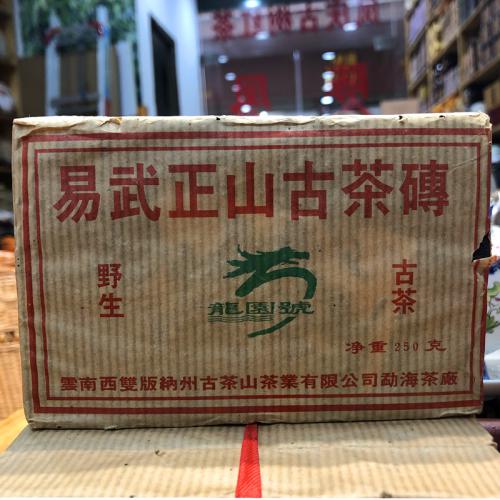 易武正山古茶磚
野生
古茶
龍園號
净重250克
雲南西雙版納州古茶山茶業有限公司勐海茶廠